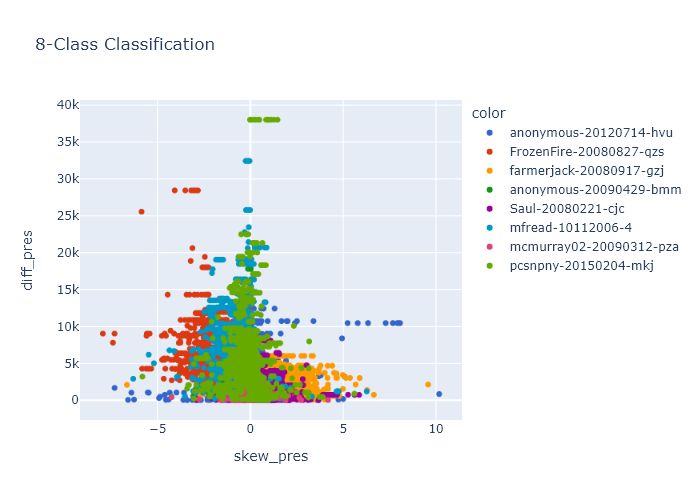 8-Class Classification
40k
35k
30k
25k
20k
15k
10k
5k
0
−5
0
5
10
skew_pres
diff_pres
color
anonymous-20120714-hvu
FrozenFire-20080827-qzs
farmerjack-20080917-gzj
anonymous-20090429-bmm
Saul-20080221-cjc
mfread-10112006-4
mcmurray02-20090312-pza
pcsnpny-20150204-mkj